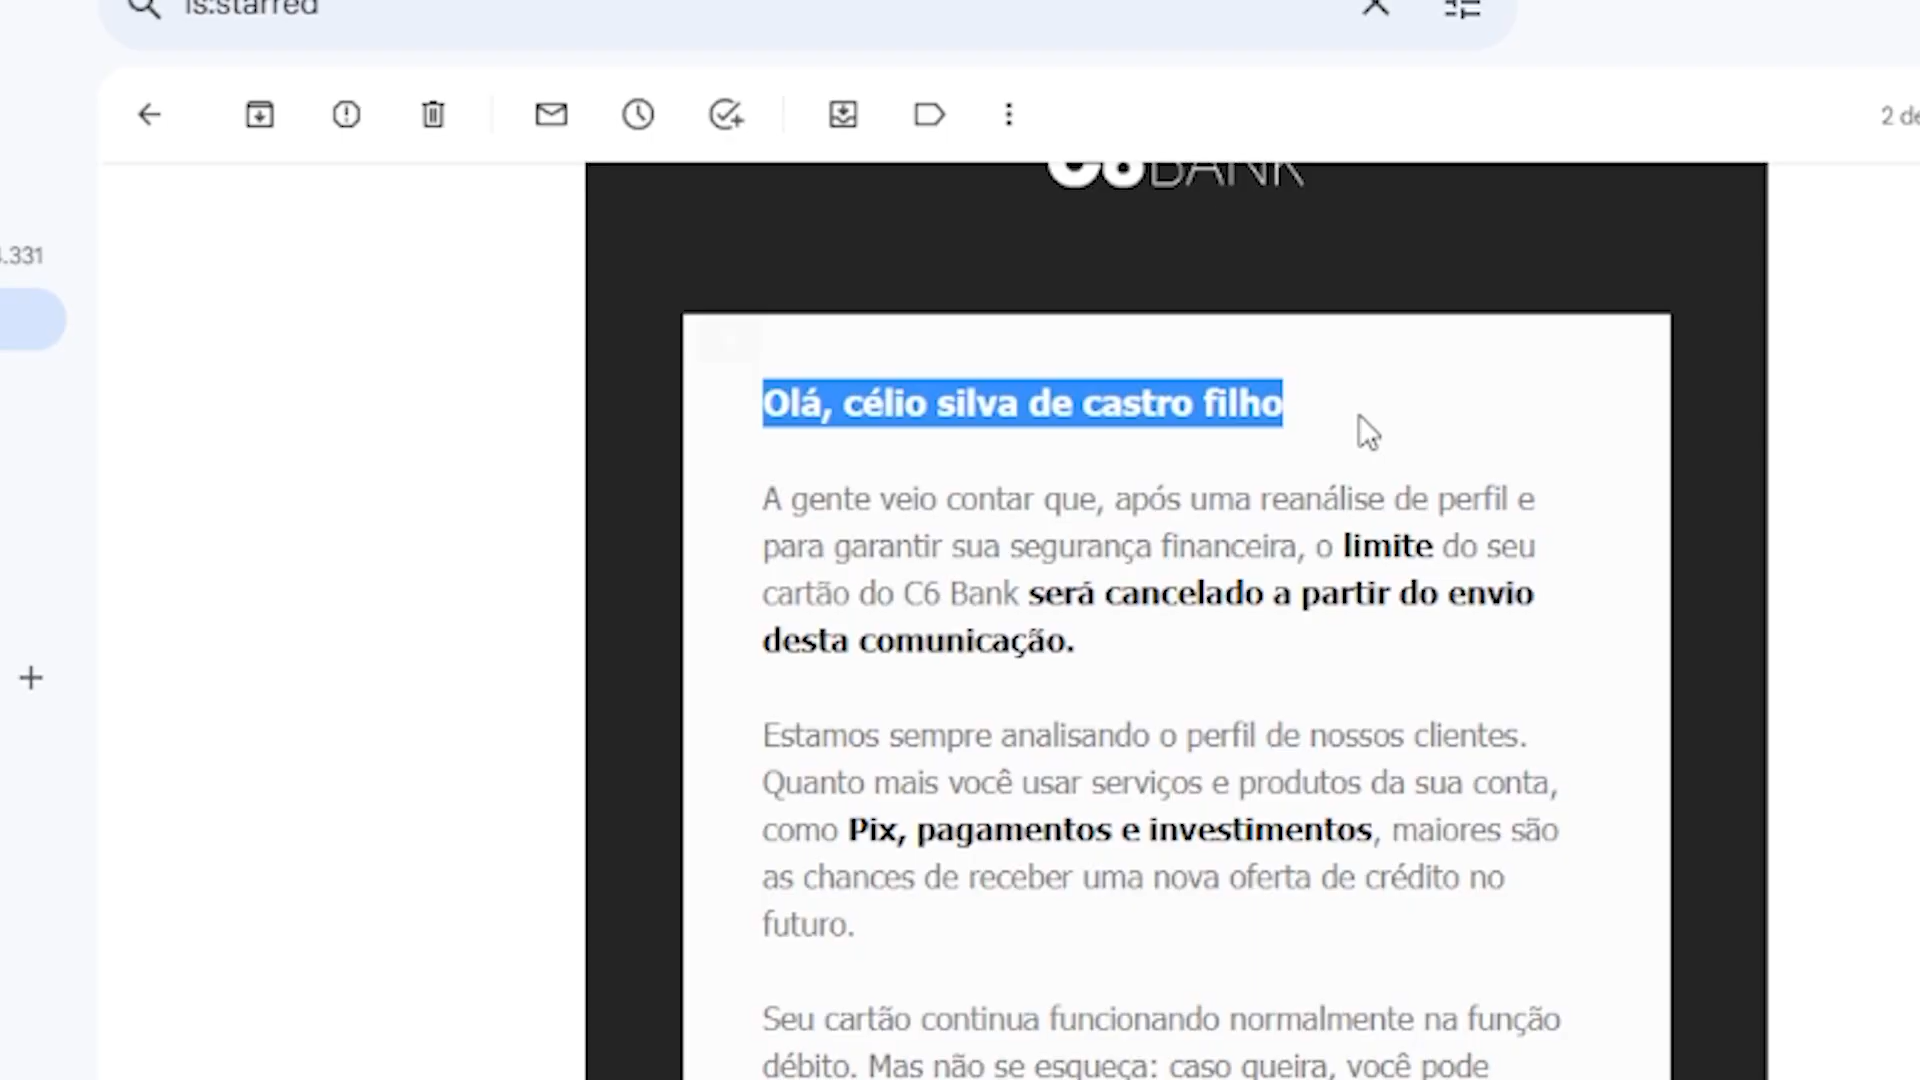 is:starred
2 de
.331
C6BANK
Olá, célio silva de castro filho
A gente veio contar que, após uma reanálise de perfil e
para garantir sua segurança financeira, o limite do seu
cartão do C6 Bank será cancelado a partir do envio
desta comunicação.
Estamos sempre analisando o perfil de nossos clientes.
Quanto mais você usar serviços e produtos da sua conta,
como Pix, pagamentos e investimentos, maiores são
as chances de receber uma nova oferta de crédito no
futuro.
Seu cartão continua funcionando normalmente na função
débito. Mas não se esqueça: caso queira, você pode